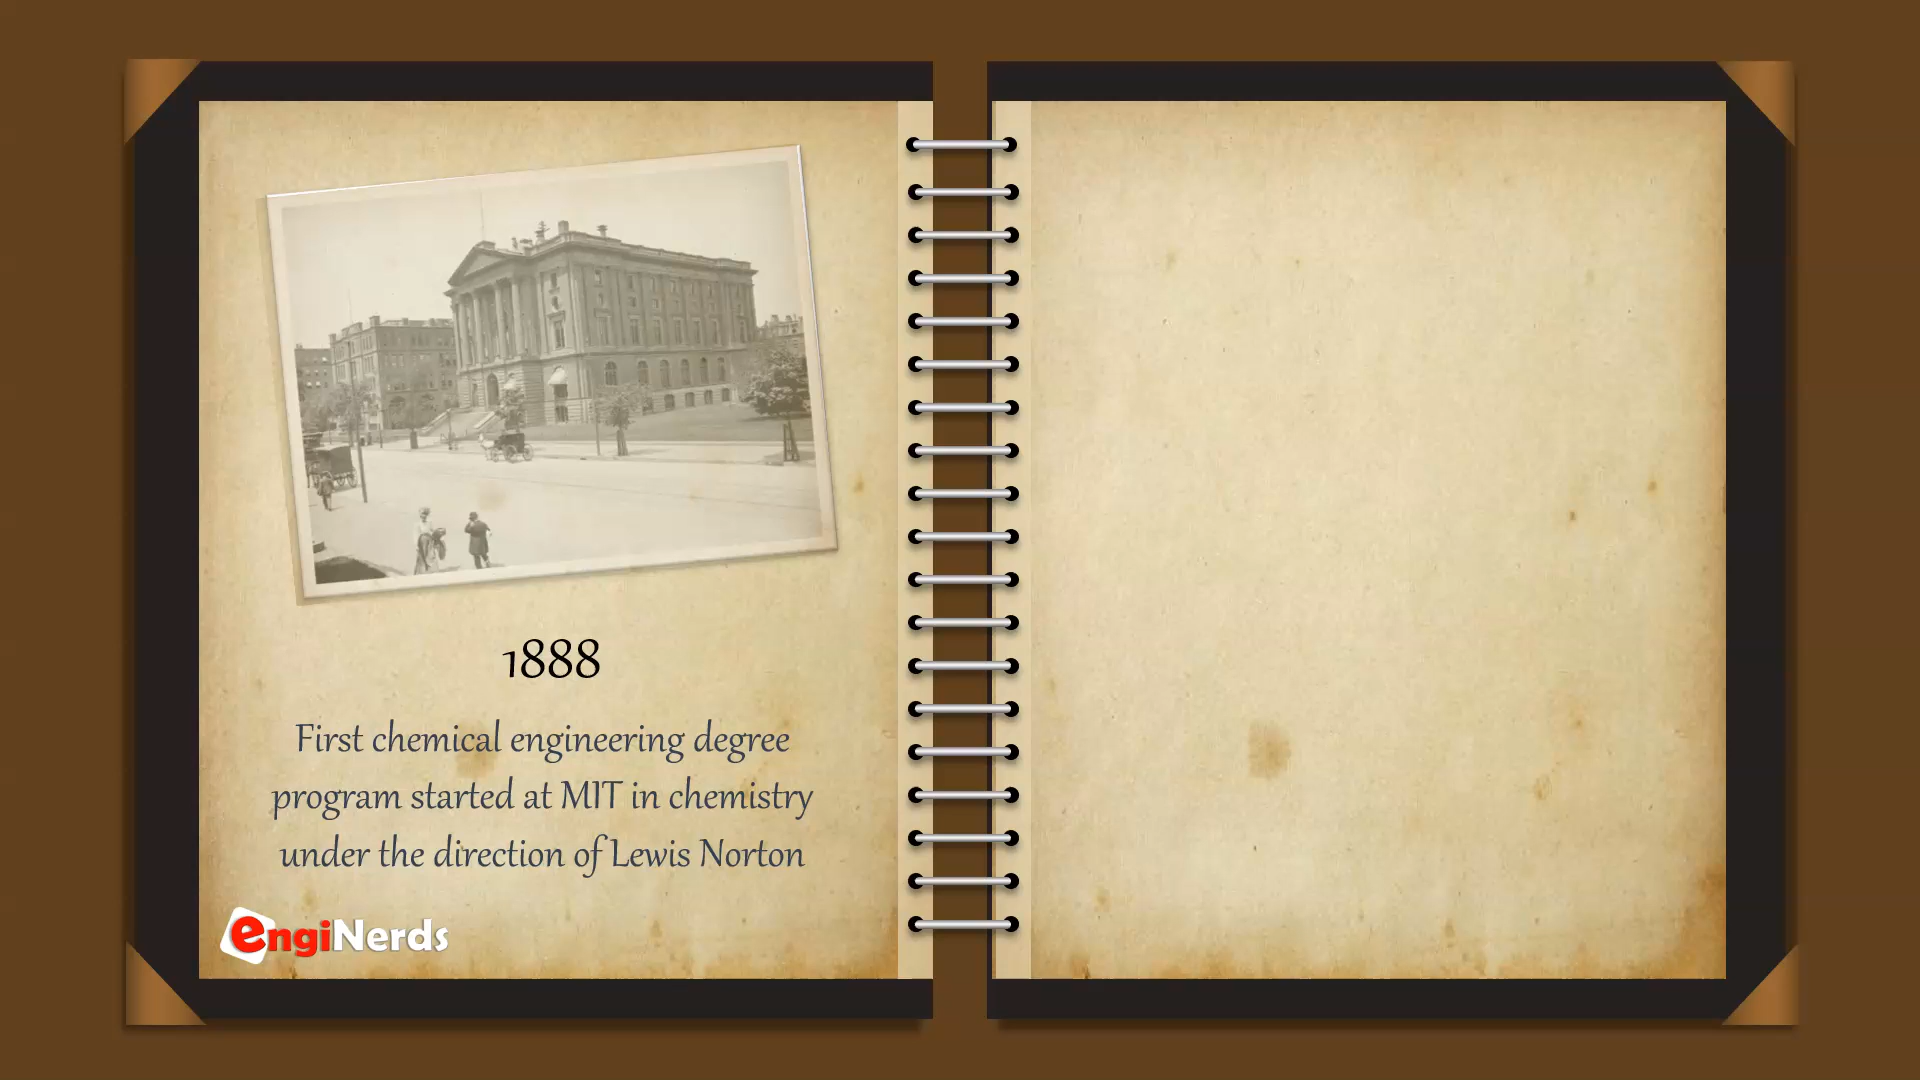 1888
First chemical engineering degree
program started at MIT in chemistry
under the direction of Lewis Norton
engiNerds